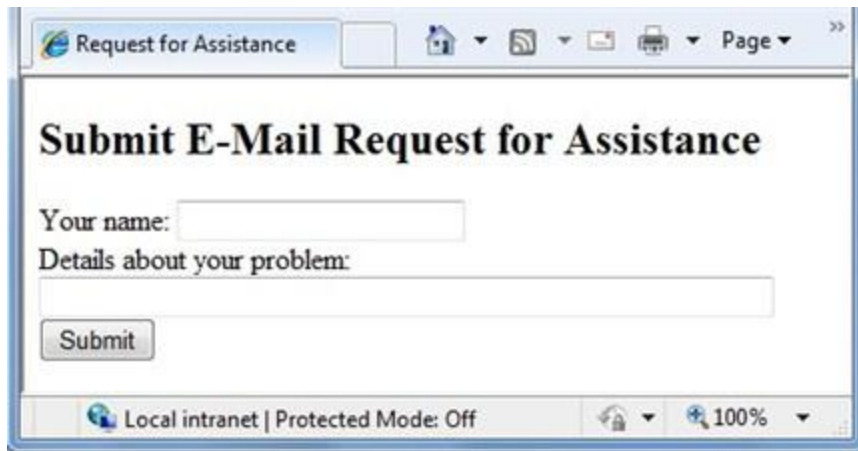 Request for Assistance
Page
»
Submit E-Mail Request for Assistance
Your name:
Details about your problem:
Submit
Local intranet | Protected Mode: Off
100%